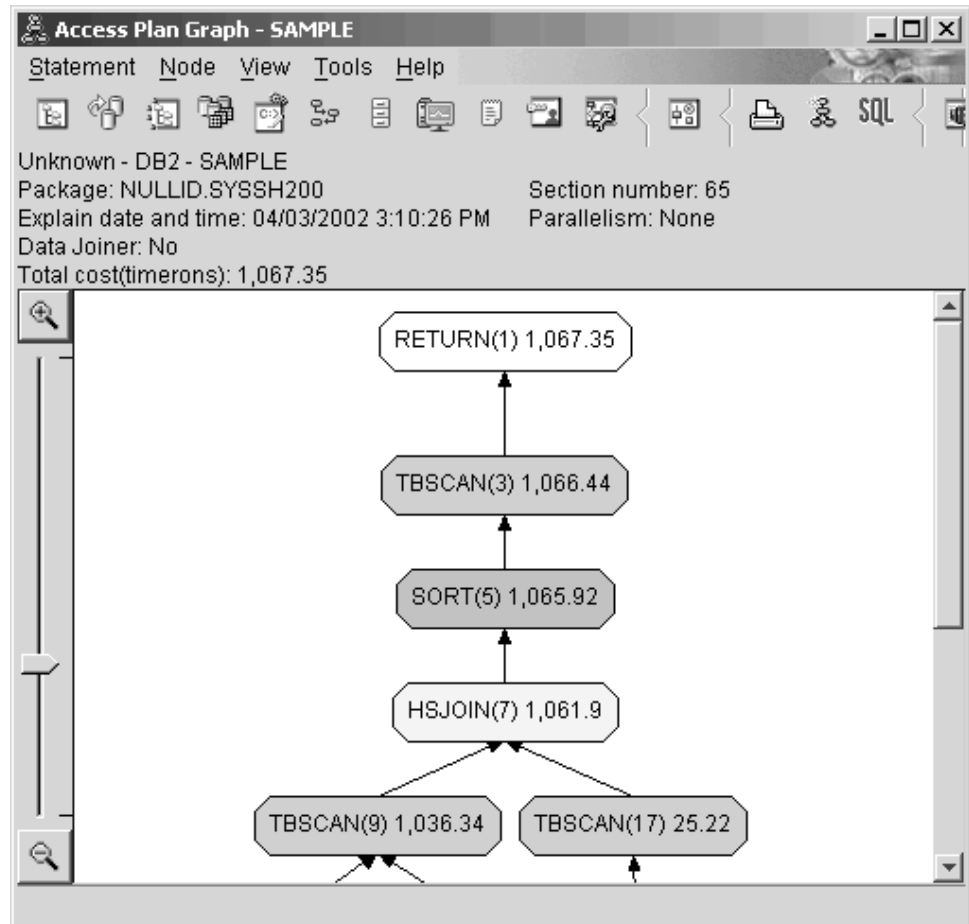 Access Plan Graph - SAMPLE
Statement Node View Tools Help
SQL
Unknown - DB2 - SAMPLE
Package: NULLID.SYSSH200 Section number: 65
Explain date and time: 04/03/2002 3:10:26 PM Parallelism: None
Data Joiner: No
Total cost(timerons): 1,067.35
RETURN(1) 1,067.35
TBSCAN(3) 1,066.44
SORT(5) 1,065.92
HSJOIN(7) 1,061.9
TBSCAN(9) 1,036.34 TBSCAN(17) 25.22